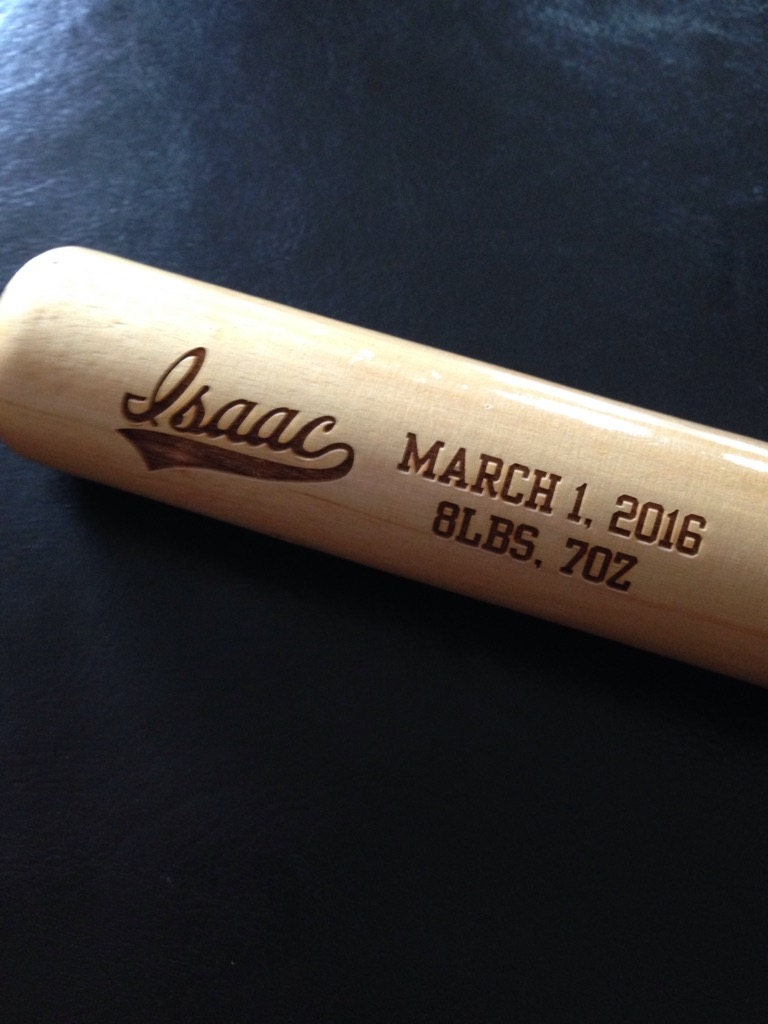 Isaac
MARCH 1, 2016
8LBS, 7OZ